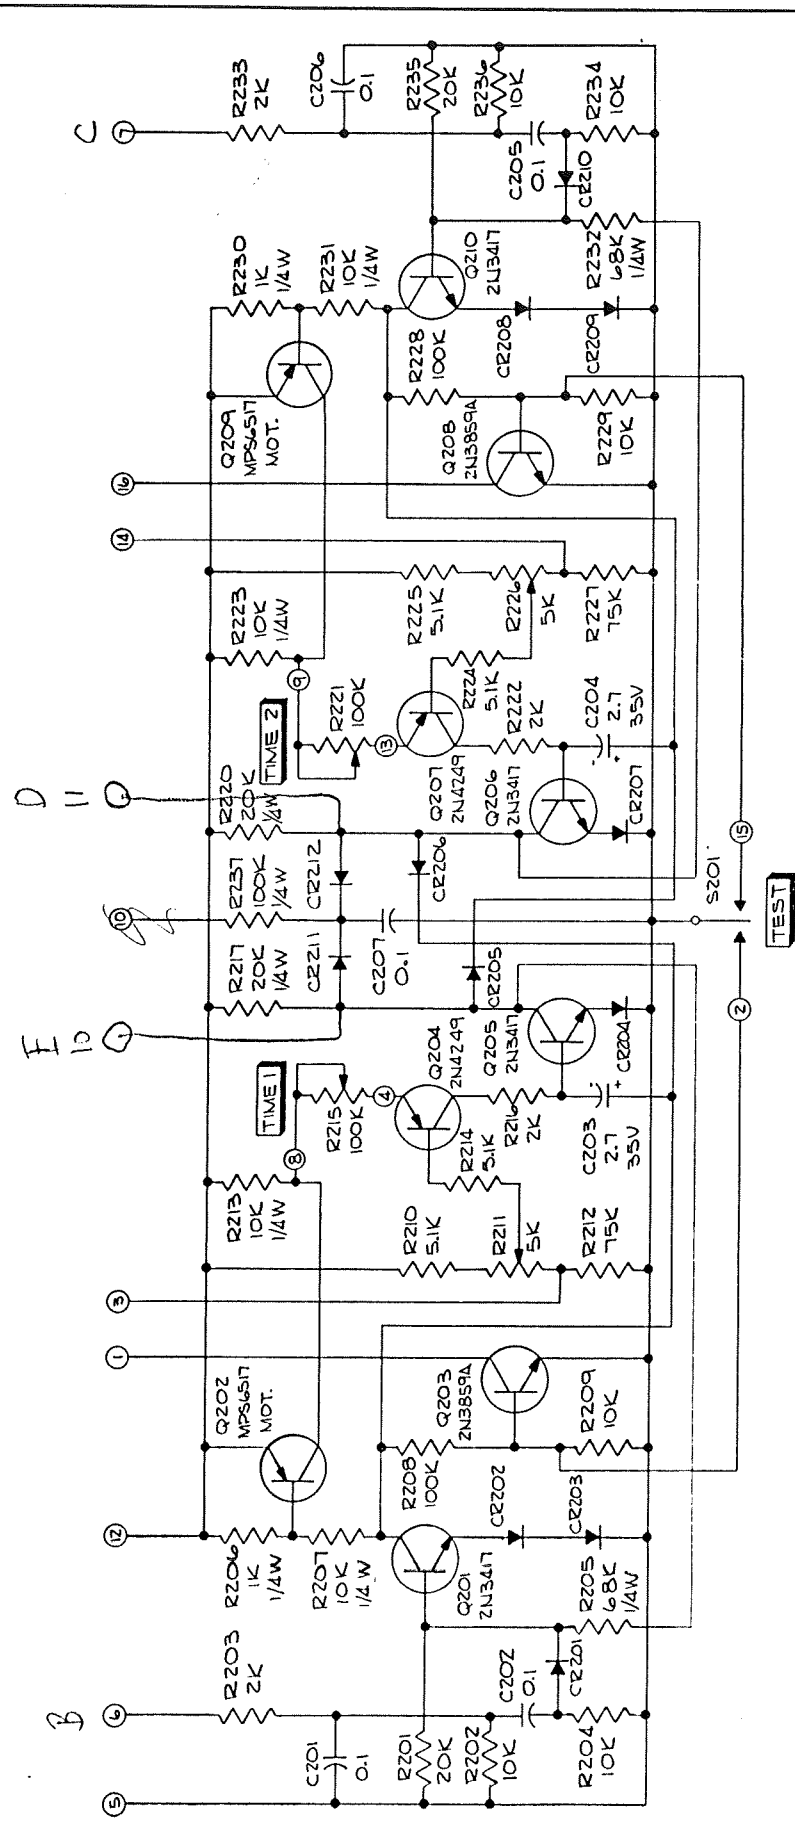 C
7
R233
2K
C206
0.1
R235
20K
R236
10K
C205
0.1
CR210
R234
10K
R230
1K
1/4W
R231
10K
1/4W
Q210
2N3417
R232
68K
1/4W
CR208
CR209
Q209
MPS6517
MOT.
R228
100K
Q208
2N3859A
R229
10K
16
14
R223
10K
1/4W
9
R225
5.1K
R226
5K
R227
75K
TIME 2
R221
100K
13
R224
5.1K
R222
2K
C204
2.7
35V
Q207
2N4249
Q206
2N3417
CR207
D
11
R220
20K
1/4W
R237
100K
1/4W
CR212
CR206
10
R217
20K
1/4W
CR211
C207
0.1
CR205
S201
15
TEST
2
E
10
Q204
2N4249
Q205
2N3417
CR204
TIME 1
R215
100K
4
R214
5.1K
R216
2K
C203
2.7
35V
8
R213
10K
1/4W
R210
5.1K
R211
5K
R212
75K
3
1
Q202
MPS6517
MOT.
Q203
2N3859A
R209
10K
R208
100K
CR202
CR203
12
R206
1K
1/4W
R207
10K
1/4W
Q201
2N3417
R205
68K
1/4W
R203
2K
C202
0.1
CR201
B
6
C201
0.1
R201
20K
R202
10K
R204
10K
5